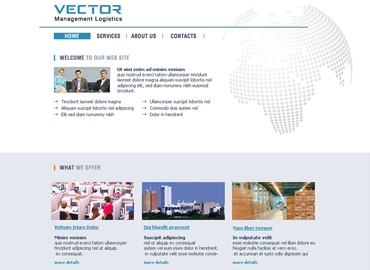 VECTOR
Management Logistics
HOME
SERVICES
ABOUT US
CONTACTS
WELCOME TO OUR WEB SITE
Ut wisi enim ad minim veniam
quis nostrud exerci tation ullamcorper tincidunt
laoreet dolore magna suscipit lobortis nisl
adipiscing elit, sed diam nonummy nibh euismod
tincidunt.
Tincidunt laoreet dolore magna
Aliquam suscipit lobortis nisl
Elit sed diam nonummy nibh
Ullamcorper suscipit lobortis nisl
Commodo duis autem vel
Dolor in hendrerit
WHAT WE OFFER
Veleum Iriure Dolor
Minim veniam
quis nostrud exerci tation ullamcorper
tincidunt adipiscing suscipit ex ea
consequat.
more details
Qui blandit praesent
Suscipit adipiscing
nisl ut aliquip ex consequat
autem vel eum iriure dolor in hendrerit.
in vulputate velit esse molestie conse-
more details
Nam liber tempor
In vulputate velit
esse molestie consequat vel illum dolore eu
feugiat nulla facilisis at vero eros.
et accumsan et iusto odio dignissim qui
more details